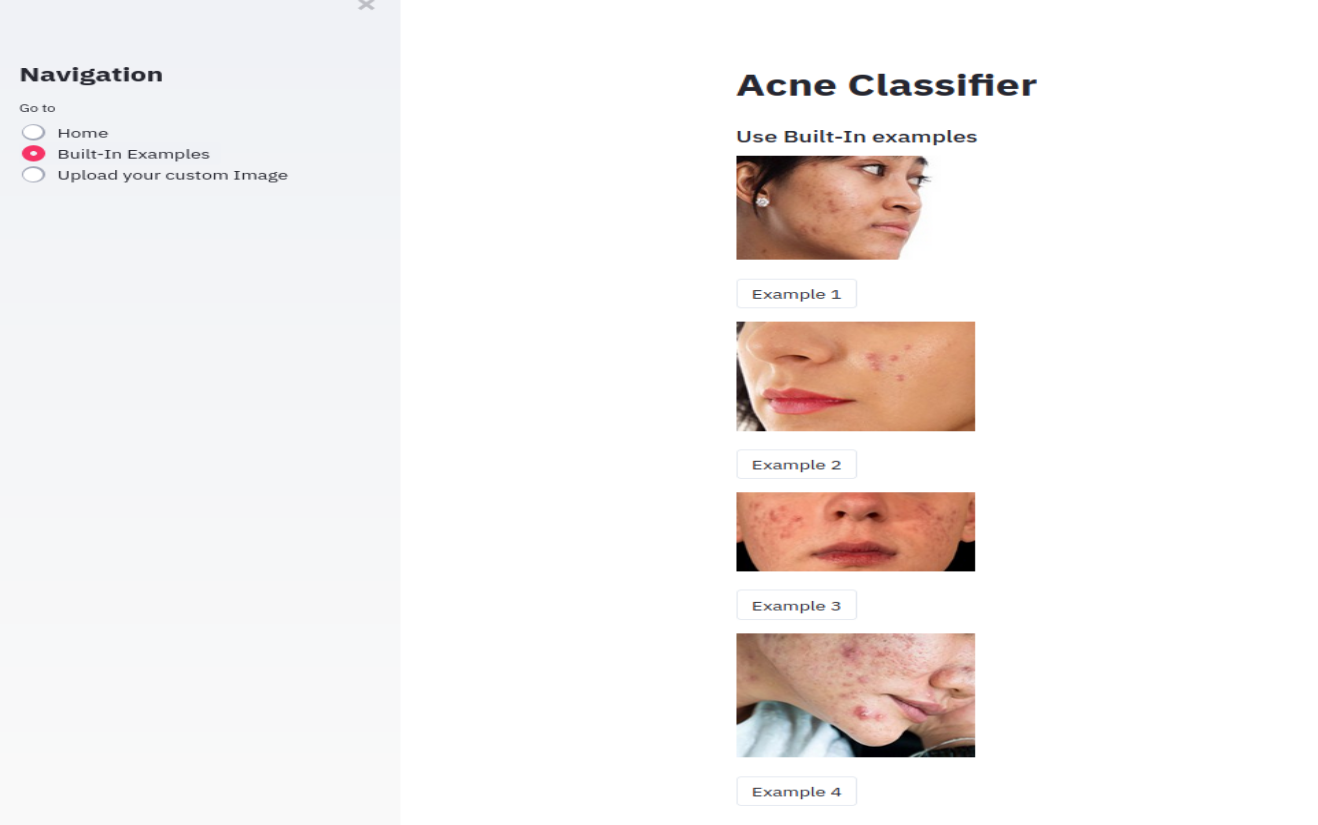 Navigation
Go to
Home
Built-In Examples
Upload your custom Image
Acne Classifier
Use Built-In examples
Example 1
Example 2
Example 3
Example 4